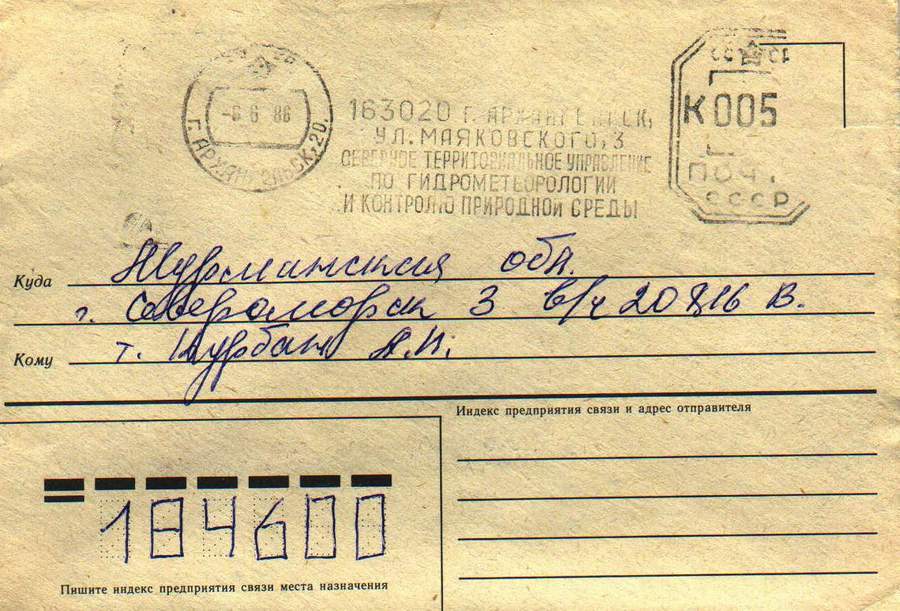 -6 6 86
Г. АРХАНГЕЛЬСК, 20.
163020 Г. АРХАНГЕЛЬСК,
УЛ. МАЯКОВСКОГО, 3
СЕВЕРНОЕ ТЕРРИТОРИАЛЬНОЕ УПРАВЛЕНИЕ
ПО ГИДРОМЕТЕОРОЛОГИИ
И КОНТРОЛЮ ПРИРОДНОЙ СРЕДЫ
К 005
ПОЧ.
СССР
Куда Мурманская обл.
г. Североморск 3 в/ч 20816 В.
Кому т. Курбан А.И.
Индекс предприятия связи и адрес отправителя
184600
Пишите индекс предприятия связи места назначения